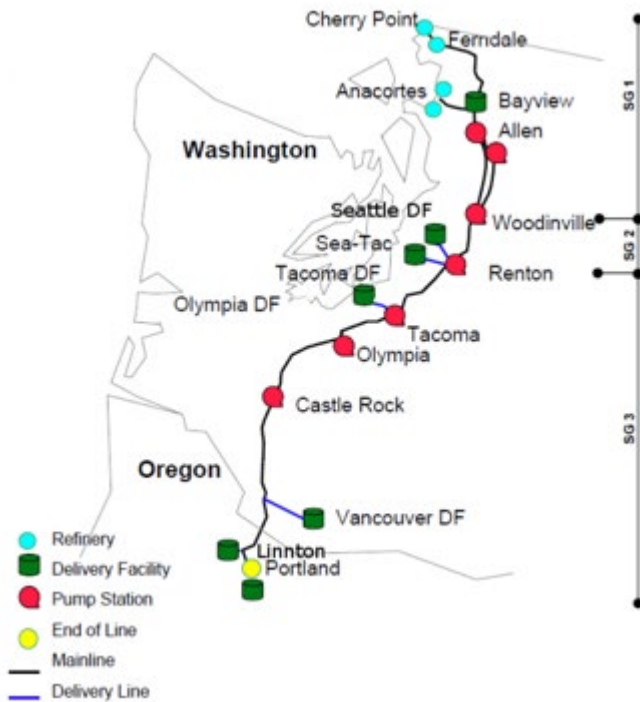 Cherry Point
Ferndale
SG 1
Anacortes
Bayview
Allen
Washington
Seattle DF
Woodinville
Sea-Tac
SG 2
Tacoma DF
Renton
Olympia DF
Tacoma
Olympia
Castle Rock
SG 3
Oregon
Vancouver DF
Refinery
Linnton
Delivery Facility
Portland
Pump Station
End of Line
Mainline
Delivery Line